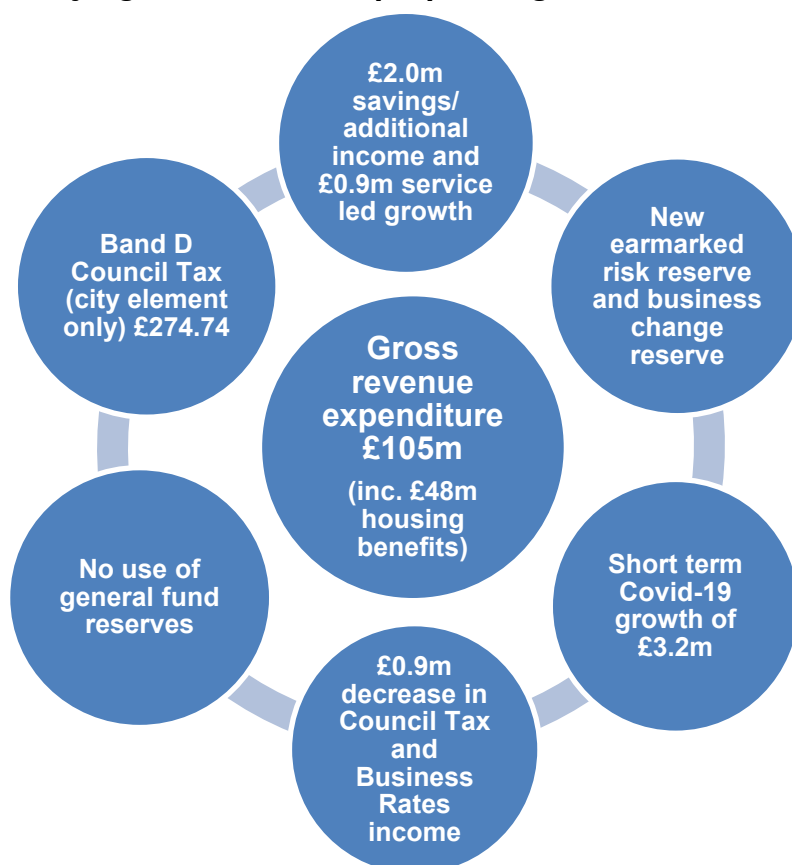 £2.0m
savings/
additional
income and
£0.9m service
led growth
New
earmarked
risk reserve
and business
change
reserve
Short term
Covid-19
growth of
£3.2m
£0.9m
decrease in
Council Tax
and
Business
Rates
income
No use of
general fund
reserves
Band D
Council Tax
(city element
only) £274.74
Gross
revenue
expenditure
£105m
(inc. £48m
housing
benefits)